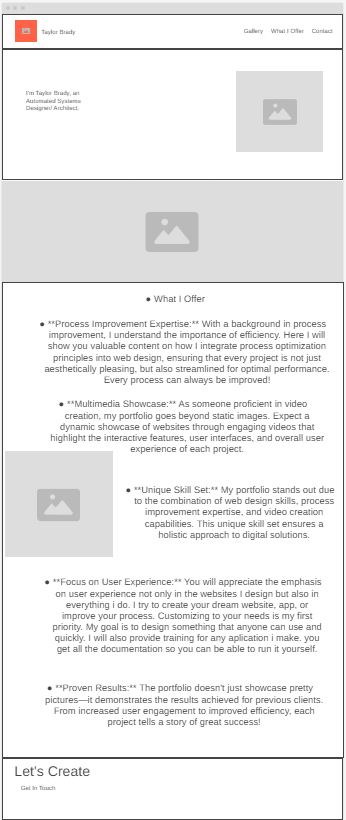 Taylor Brady
Gallery What I Offer Contact
I'm Taylor Brady, an
Automated Systems
Designer/ Architect.
● What I Offer
● **Process Improvement Expertise:** With a background in process
improvement, I understand the importance of efficiency. Here I will
show you valuable content on how I integrate process optimization
principles into web design, ensuring that every project is not just
aesthetically pleasing, but also streamlined for optimal performance.
Every process can always be improved!
● **Multimedia Showcase:** As someone proficient in video
creation, my portfolio goes beyond static images. Expect a
dynamic showcase of websites through engaging videos that
highlight the interactive features, user interfaces, and overall user
experience of each project.
● **Unique Skill Set:** My portfolio stands out due
to the combination of web design skills, process
improvement expertise, and video creation
capabilities. This unique skill set ensures a
holistic approach to digital solutions.
● **Focus on User Experience:** You will appreciate the emphasis
on user experience not only in the websites I design but also in
everything i do. I try to create your dream website, app, or
improve your process. Customizing to your needs is my first
priority. My goal is to design something that anyone can use and
quickly. I will also provide training for any aplication i make. you
get all the documentation so you can be able to run it yourself.
● **Proven Results:** The portfolio doesn't just showcase pretty
pictures—it demonstrates the results achieved for previous clients.
From increased user engagement to improved efficiency, each
project tells a story of great success!
Let's Create
Get In Touch